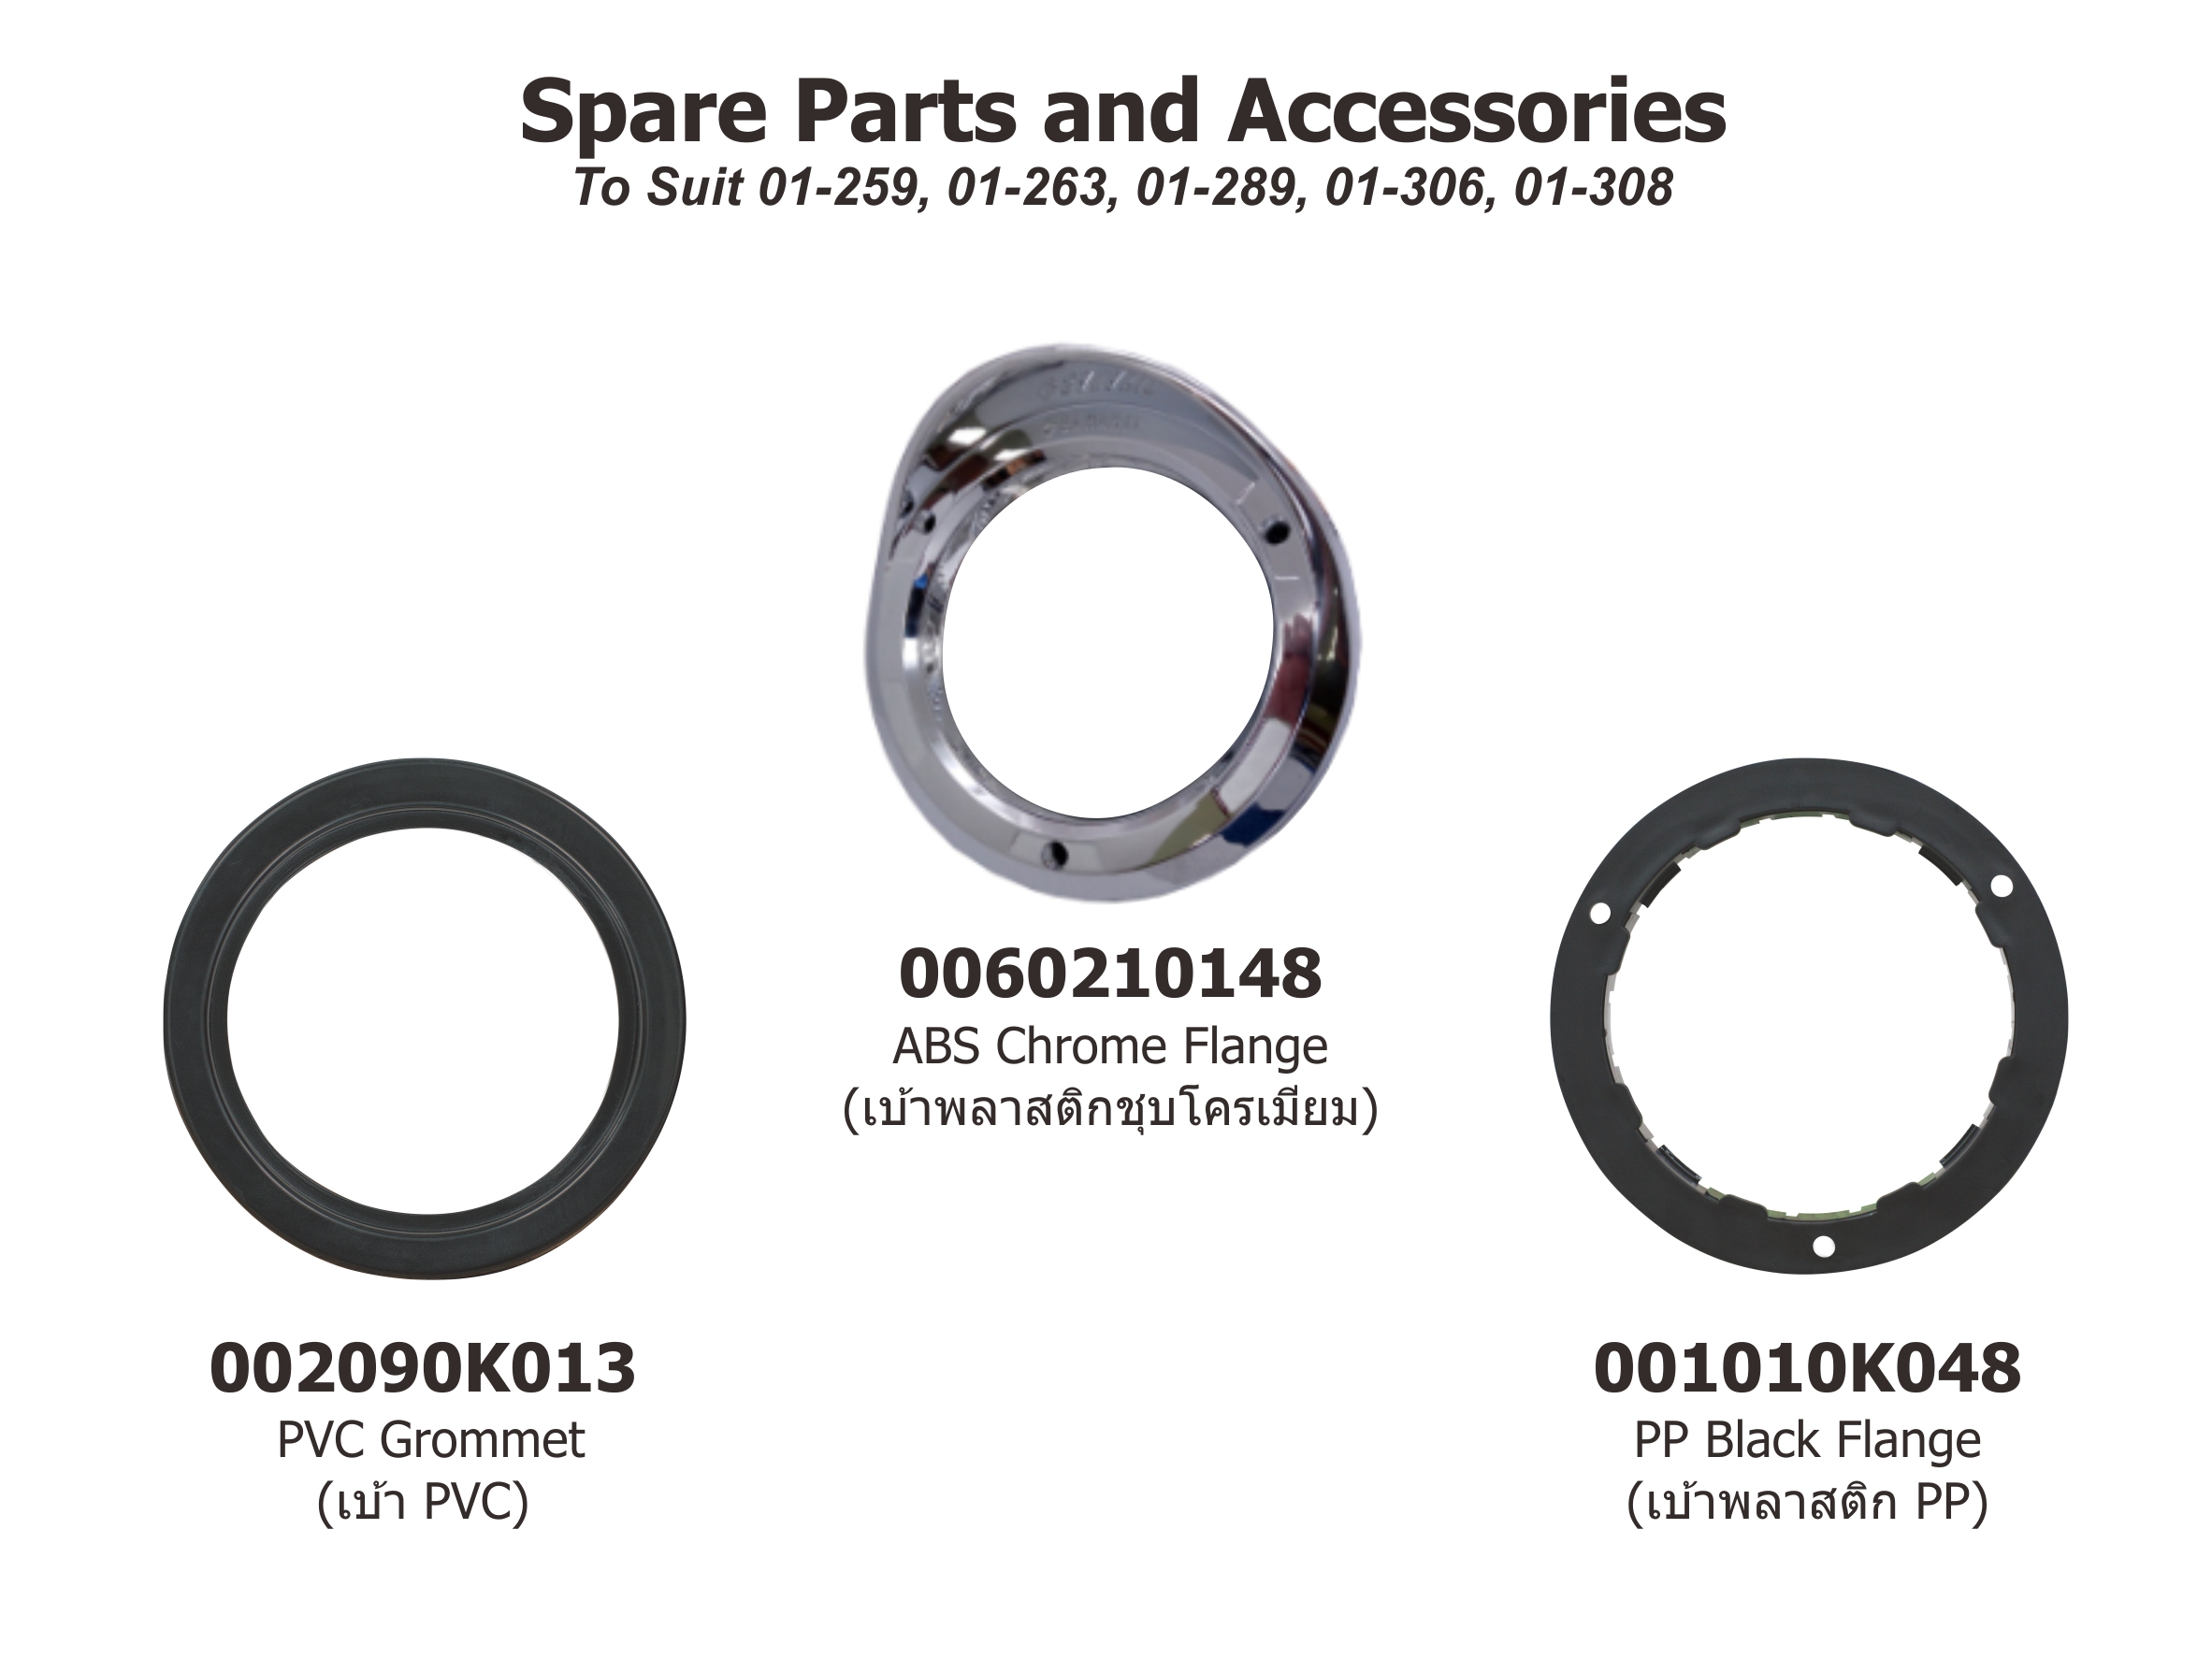 Spare Parts and Accessories
To Suit 01-259, 01-263, 01-289, 01-306, 01-308
0060210148
ABS Chrome Flange
(เบ้าพลาสติกชุบโครเมียม)
002090K013
PVC Grommet
(เบ้า PVC)
001010K048
PP Black Flange
(เบ้าพลาสติก PP)